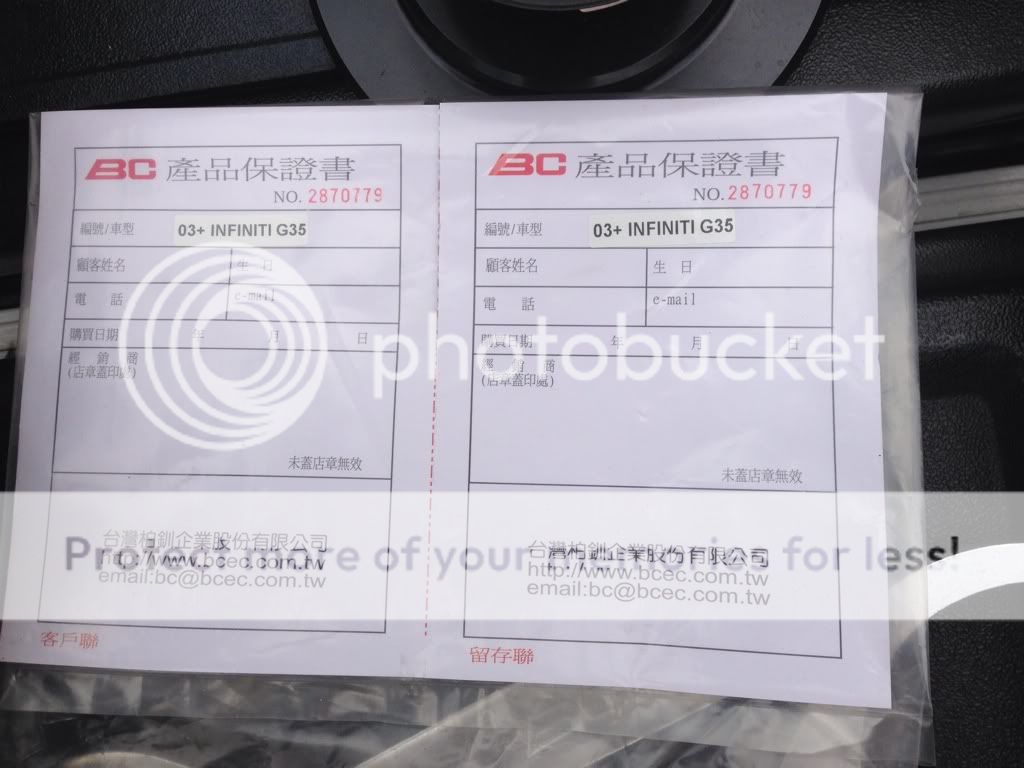 BC 產品保證書
NO. 2870779
編號/車型 03+ INFINITI G35
顧客姓名 生 日
電 話 e-mail
購買日期 年 月 日
經 銷 商
(店章蓋印處)
未蓋店章無效
台灣柏釧企業股份有限公司
http://www.bcec.com.tw
email:bc@bcec.com.tw
客戶聯
BC 產品保證書
NO. 2870779
編號/車型 03+ INFINITI G35
顧客姓名 生 日
電 話 e-mail
購買日期 年 月 日
經 銷 商
(店章蓋印處)
未蓋店章無效
台灣柏釧企業股份有限公司
http://www.bcec.com.tw
email:bc@bcec.com.tw
留存聯
photobucket
Protect more of your memories for less!